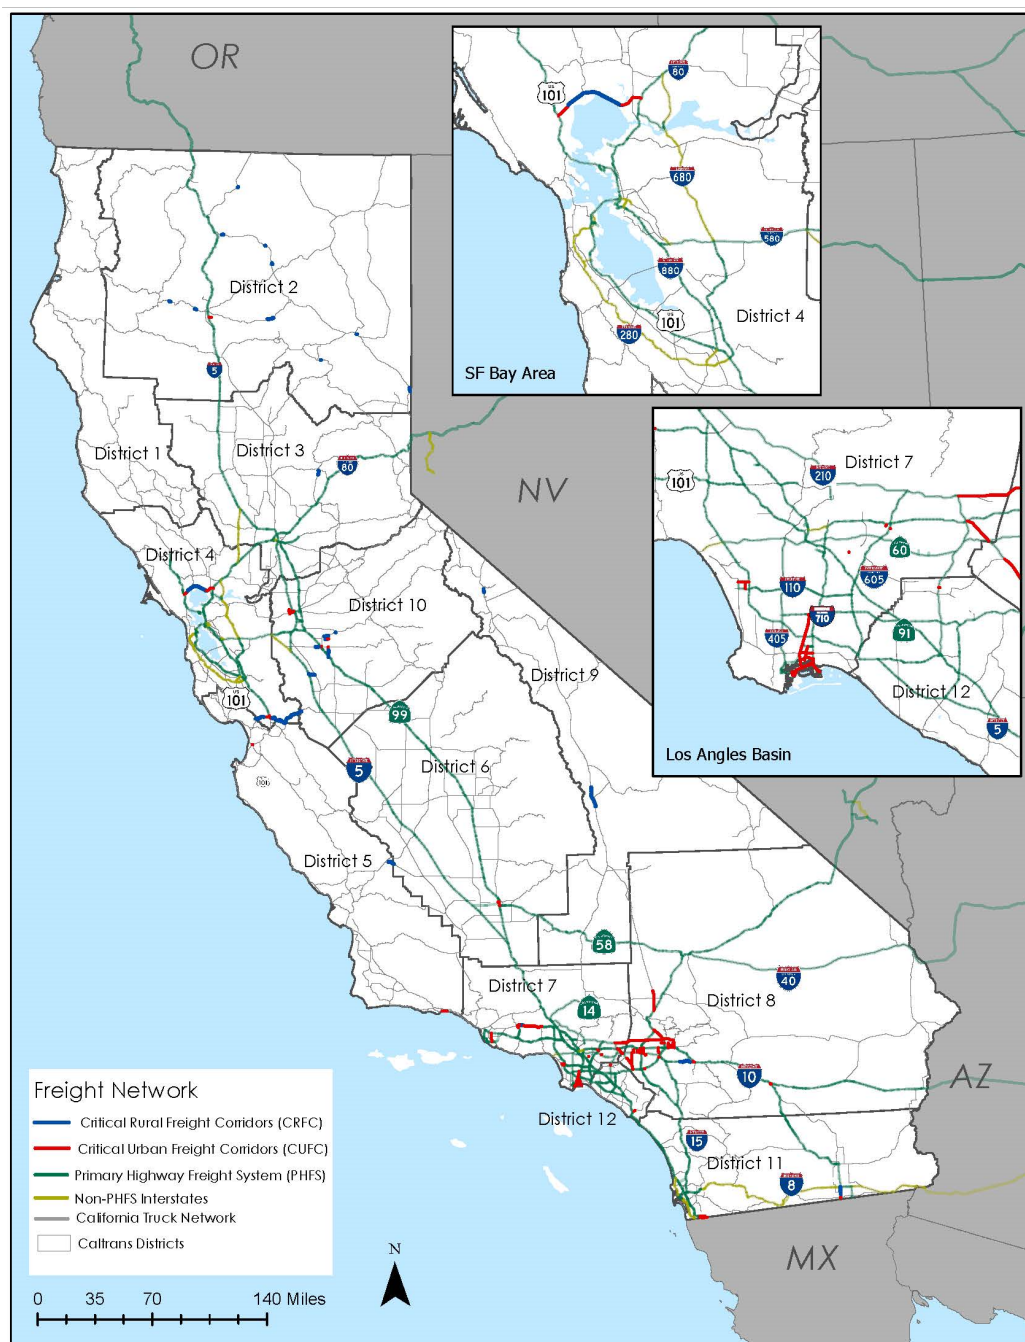 OR
NV
AZ
MX
District 2
5
District 1
District 3
80
District 4
District 10
US
101
99
District 9
5
District 6
District 5
58
District 7
14
40
District 8
10
District 12
15
District 11
8
80
US
101
680
580
880
US
101
280
District 4
SF Bay Area
District 7
210
US
101
60
605
110
710
405
91
District 12
5
Los Angles Basin
Freight Network
Critical Rural Freight Corridors (CRFC)
Critical Urban Freight Corridors (CUFC)
Primary Highway Freight System (PHFS)
Non-PHFS Interstates
California Truck Network
Caltrans Districts
0 35 70 140 Miles
N